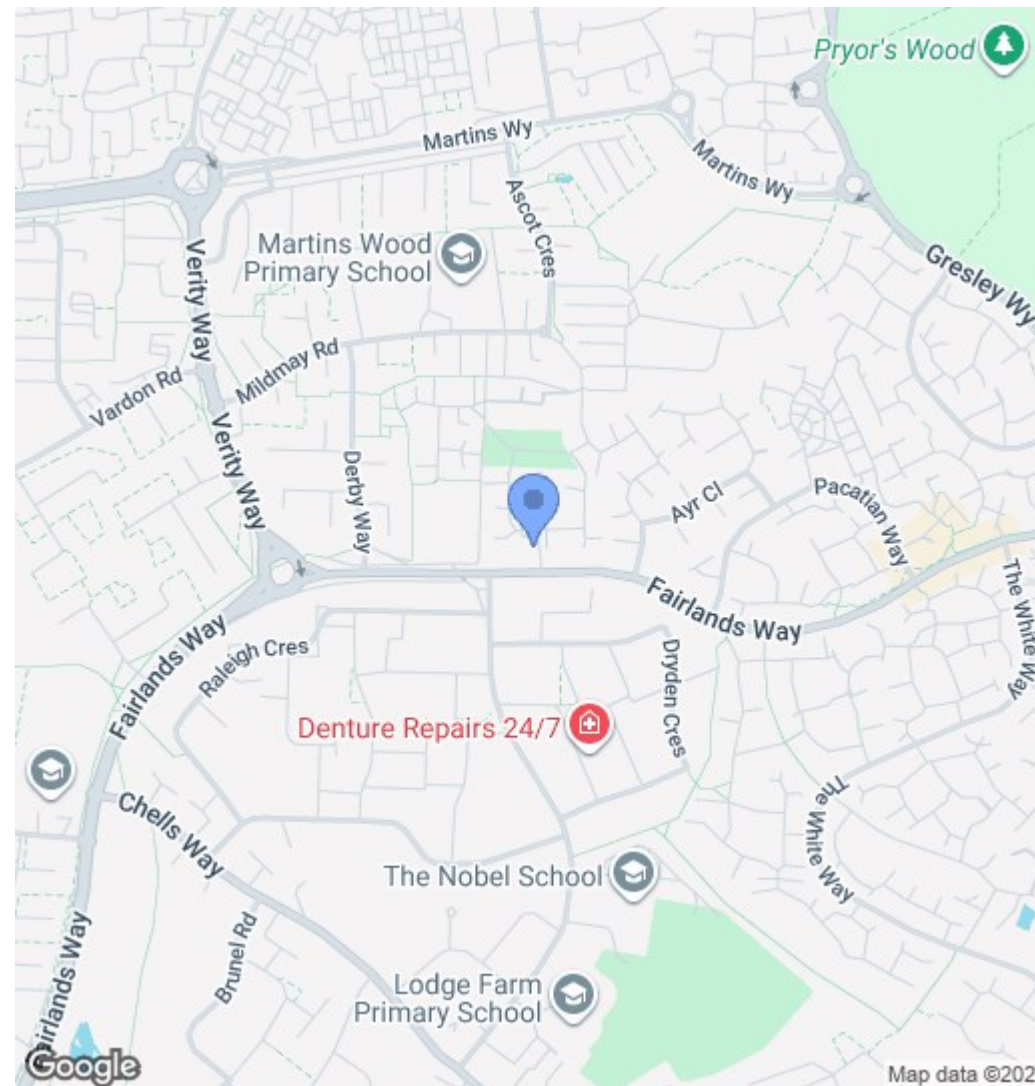 Pryor's Wood
Martins Wy
Martins Wy
Ascot Cres
Martins Wood
Primary School
Gresley Wy
Verity Way
Mildmay Rd
Vardon Rd
Verity Way
Derby Way
Ayr Cl
Pacatian Way
The White Way
Fairlands Way
Fairlands Way
Raleigh Cres
Dryden Cres
Denture Repairs 24/7
The White Way
Chells Way
The Nobel School
Brunel Rd
Lodge Farm
Primary School
Fairlands Way
Google
Map data ©202